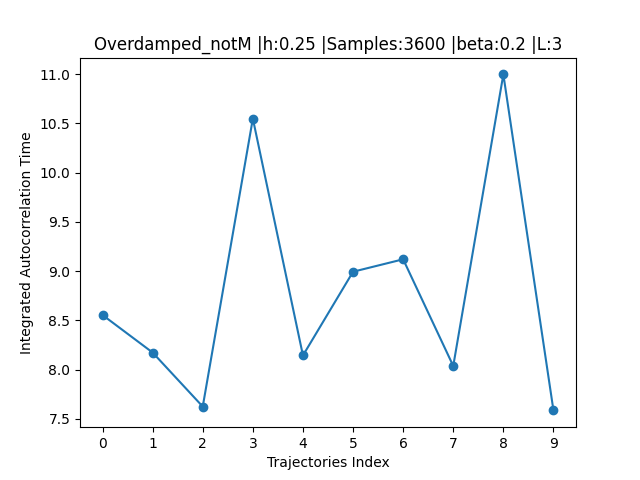 Overdamped_notM |h:0.25 |Samples:3600 |beta:0.2 |L:3
Integrated Autocorrelation Time
11.0
10.5
10.0
9.5
9.0
8.5
8.0
7.5
0 1 2 3 4 5 6 7 8 9
Trajectories Index